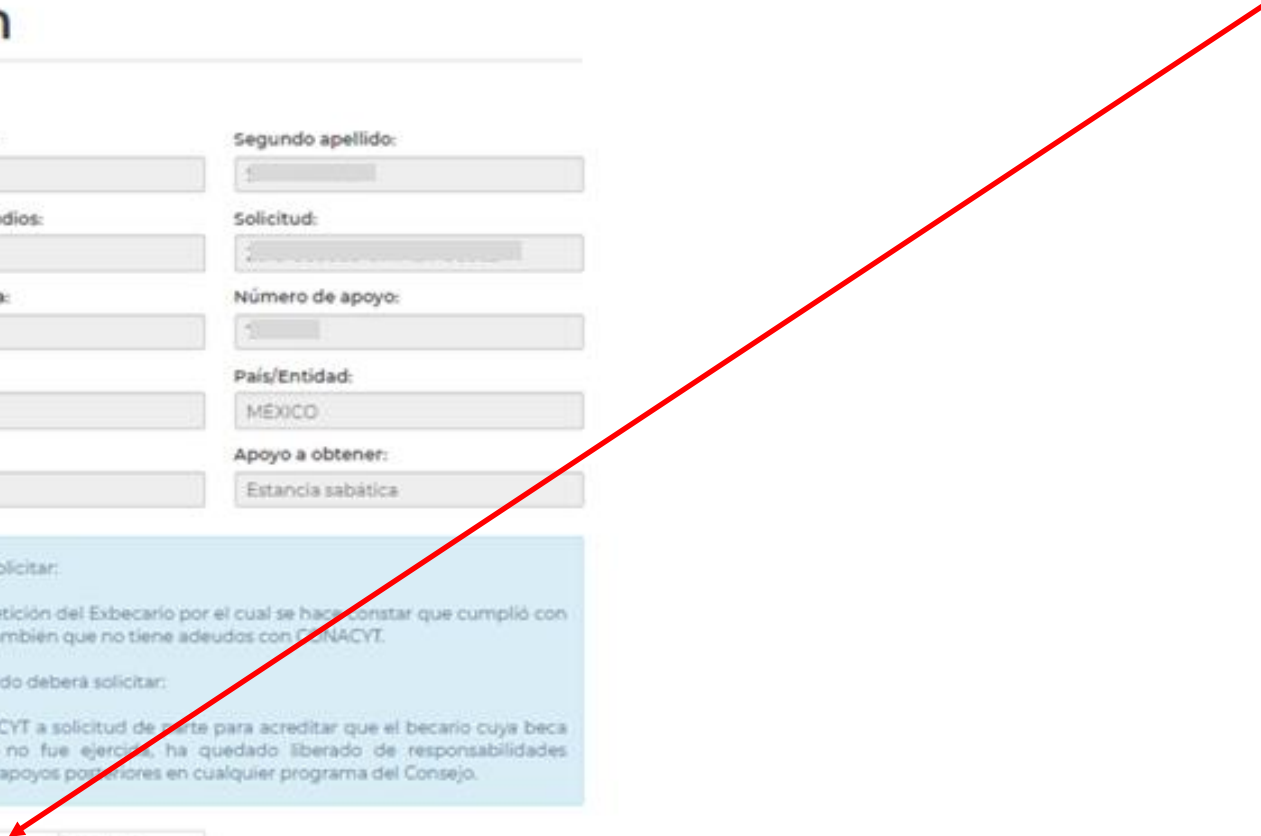 n
Segundo apellido:
dios:
Solicitud:
a:
Número de apoyo:
País/Entidad:
MÉXICO
Apoyo a obtener:
Estancia sabática
olicitar:
etición del Exbecario por el cual se hace constar que cumplió con
ambién que no tiene adeudos con CONACYT.
do deberá solicitar:
CYT a solicitud de parte para acreditar que el becario cuya beca
no fue ejercida, ha quedado liberado de responsabilidades
apoyos posteriores en cualquier programa del Consejo.